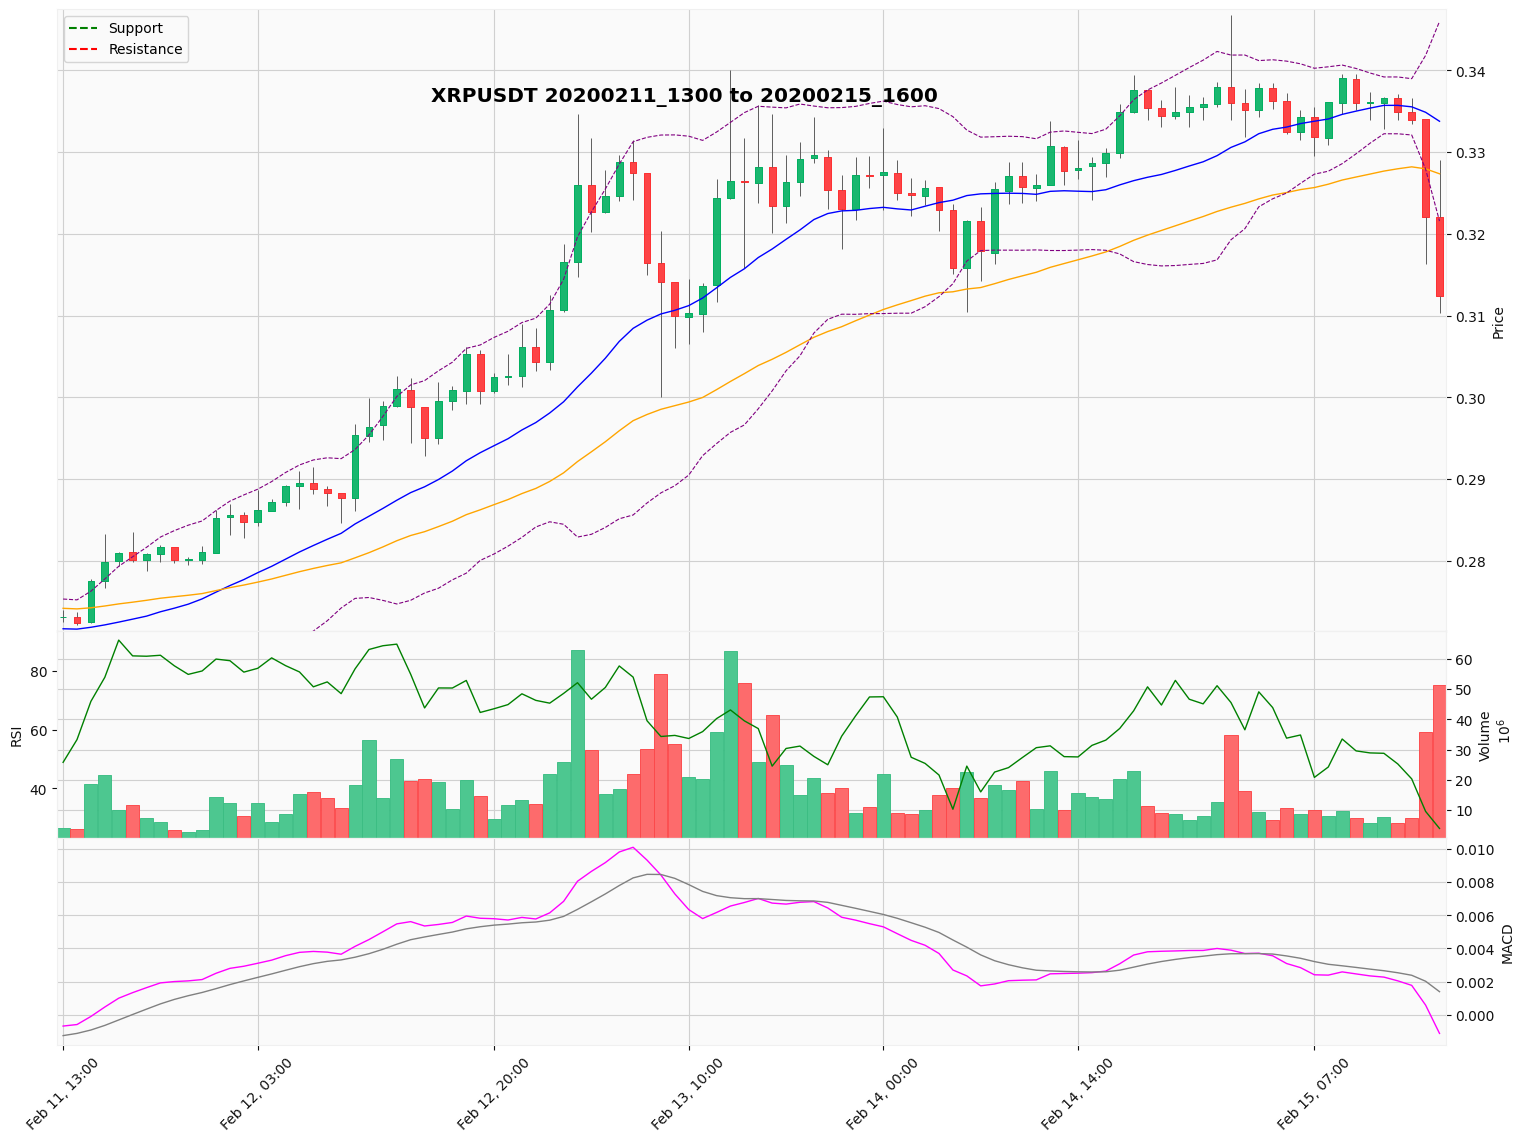 Support
Resistance
XRPUSDT 20200211_1300 to 20200215_1600
0.34
0.33
0.32
0.31
0.30
0.29
0.28
Price
80
60
40
RSI
60
50
40
30
20
10
Volume
10^6
0.010
0.008
0.006
0.004
0.002
0.000
MACD
Feb 11, 13:00
Feb 12, 03:00
Feb 12, 20:00
Feb 13, 10:00
Feb 14, 00:00
Feb 14, 14:00
Feb 15, 07:00